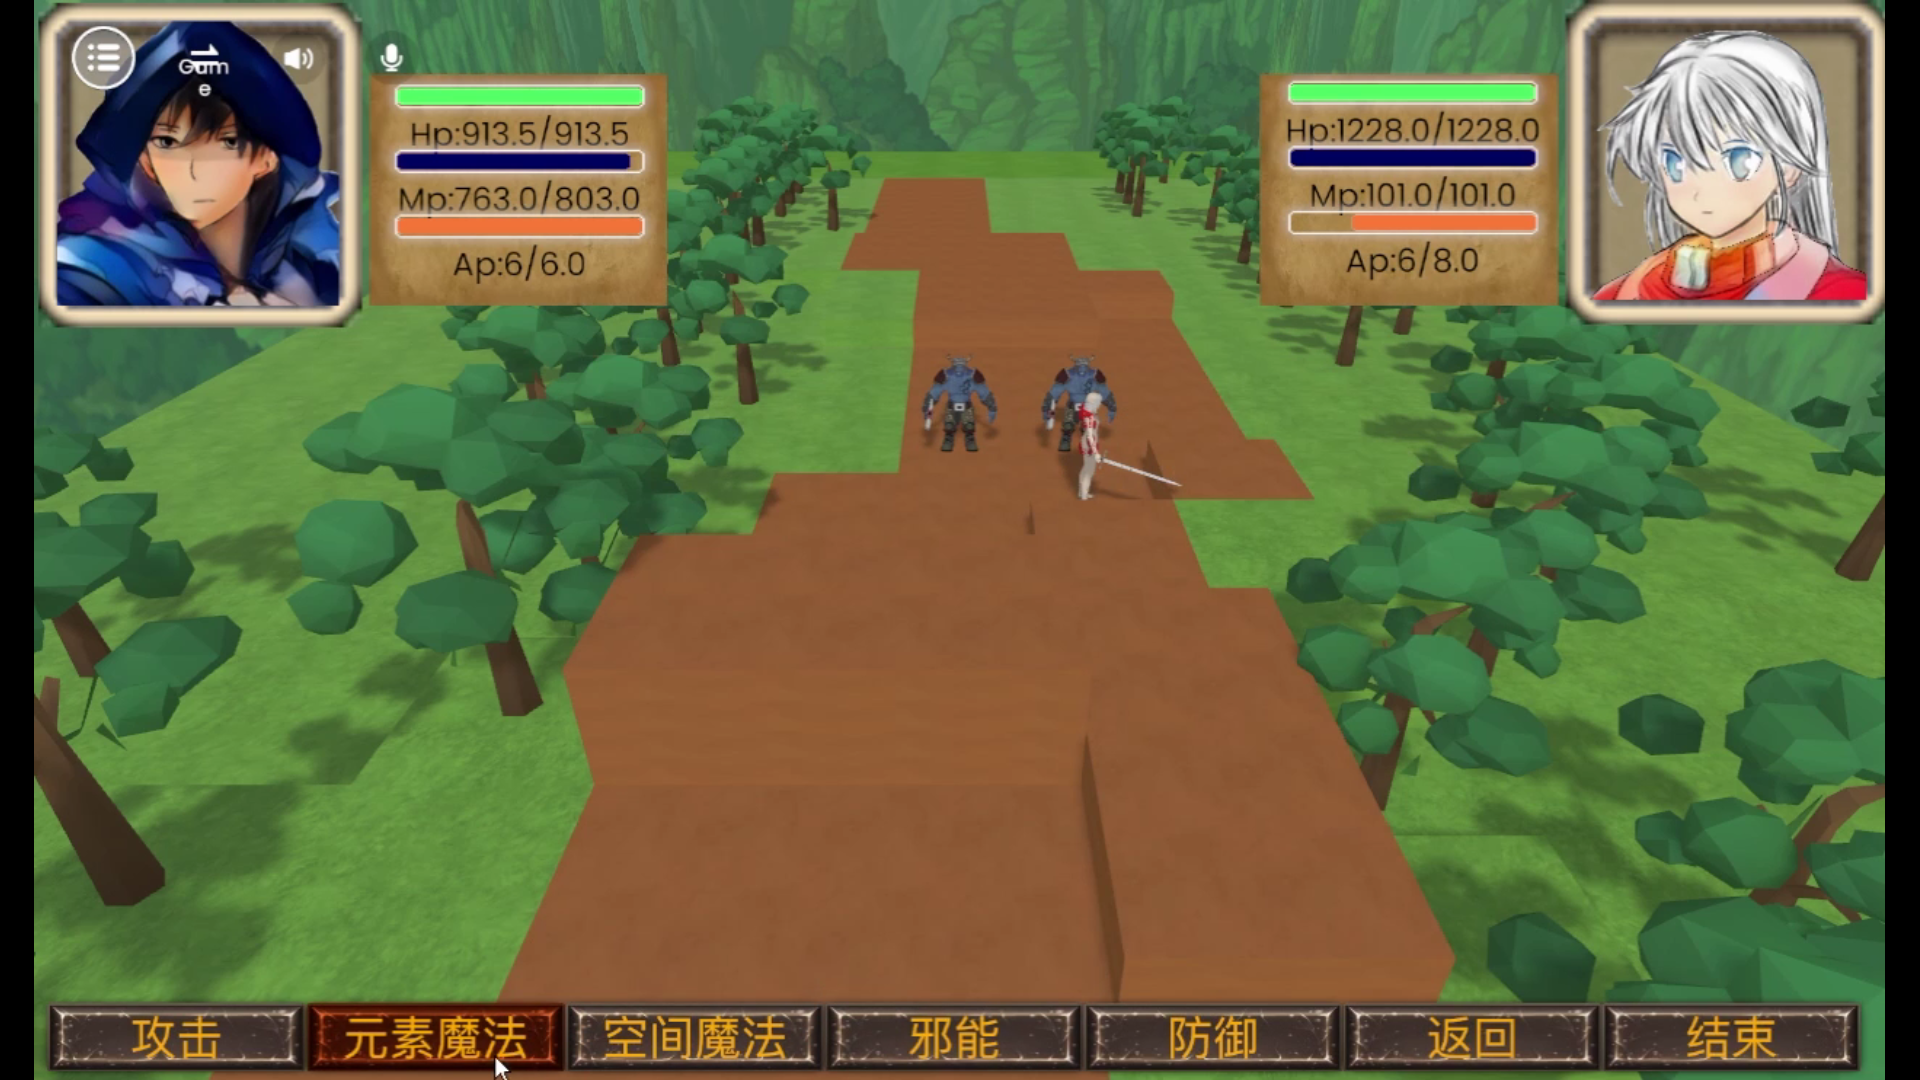 Gam
e
Hp:913.5/913.5
Mp:763.0/803.0
Ap:6/6.0
Hp:1228.0/1228.0
Mp:101.0/101.0
Ap:6/8.0
攻击
元素魔法
空间魔法
邪能
防御
返回
结束